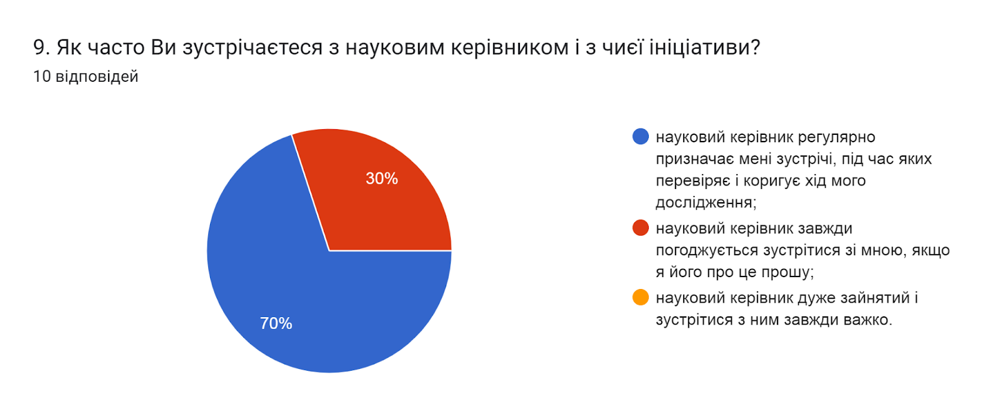 9. Як часто Ви зустрічаєтеся з науковим керівником і з чиєї ініціативи?
10 відповідей
30%
70%
науковий керівник регулярно
призначає мені зустрічі, під час яких
перевіряє і коригує хід мого
дослідження;
науковий керівник завжди
погоджується зустрітися зі мною, якщо
я його про це прошу;
науковий керівник дуже зайнятий і
зустрітися з ним завжди важко.